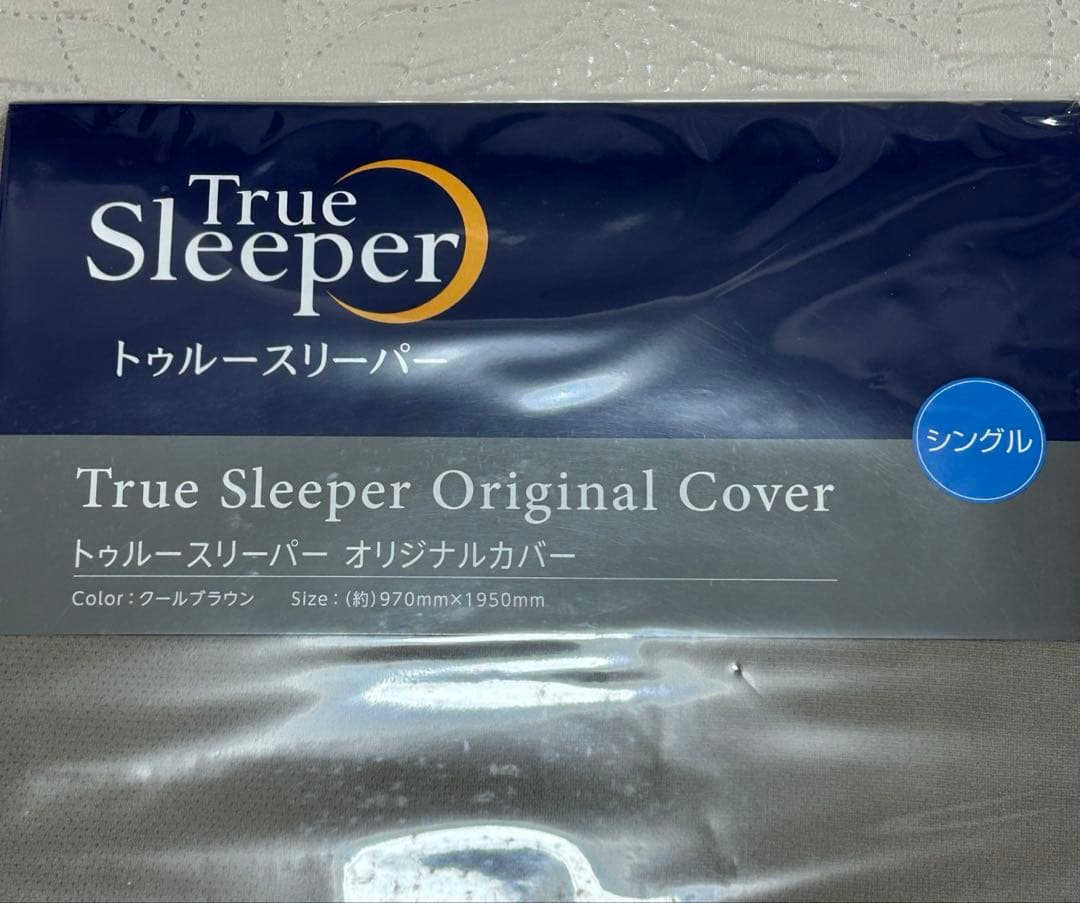 True
Sleeper
トゥルースリーパー
シングル
True Sleeper Original Cover
トゥルースリーパー オリジナルカバー
Color：クールブラウン Size：(約)970mm×1950mm